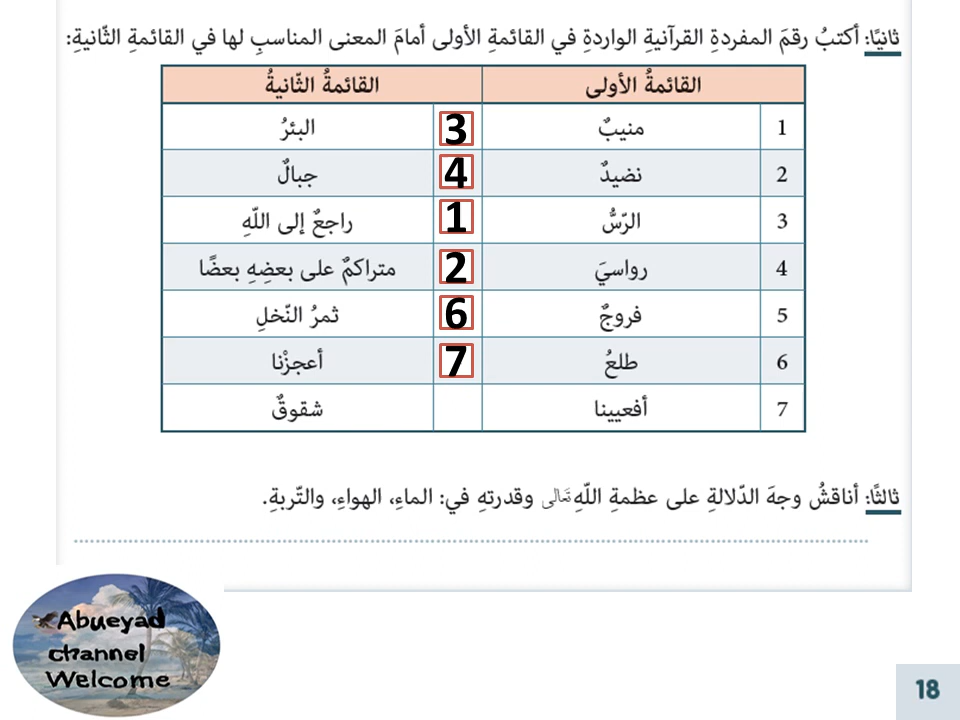 ثانيًا: أكتبُ رقمَ المفردةِ القرآنيةِ الواردةِ في القائمةِ الأولى أمامَ المعنى المناسبِ لها في القائمةِ الثّانيةِ:
القائمةُ الأولى القائمةُ الثّانيةُ
1 منيبٌ 3 البئرُ
2 نضيدٌ 4 جبالٌ
3 الرّسُّ 1 راجعٌ إلى اللّهِ
4 رواسيَ 2 متراكمٌ على بعضِهِ بعضًا
5 فروجٌ 6 ثمرُ النّخلِ
6 طلعُ 7 أعجزْنا
7 أفعيينا شقوقٌ
ثالثًا: أناقشُ وجهَ الدّلالةِ على عظمةِ اللّهِ تعالى وقدرتهِ في: الماءِ، الهواءِ، والتّربةِ.
Abueyad
channel
Welcome
18